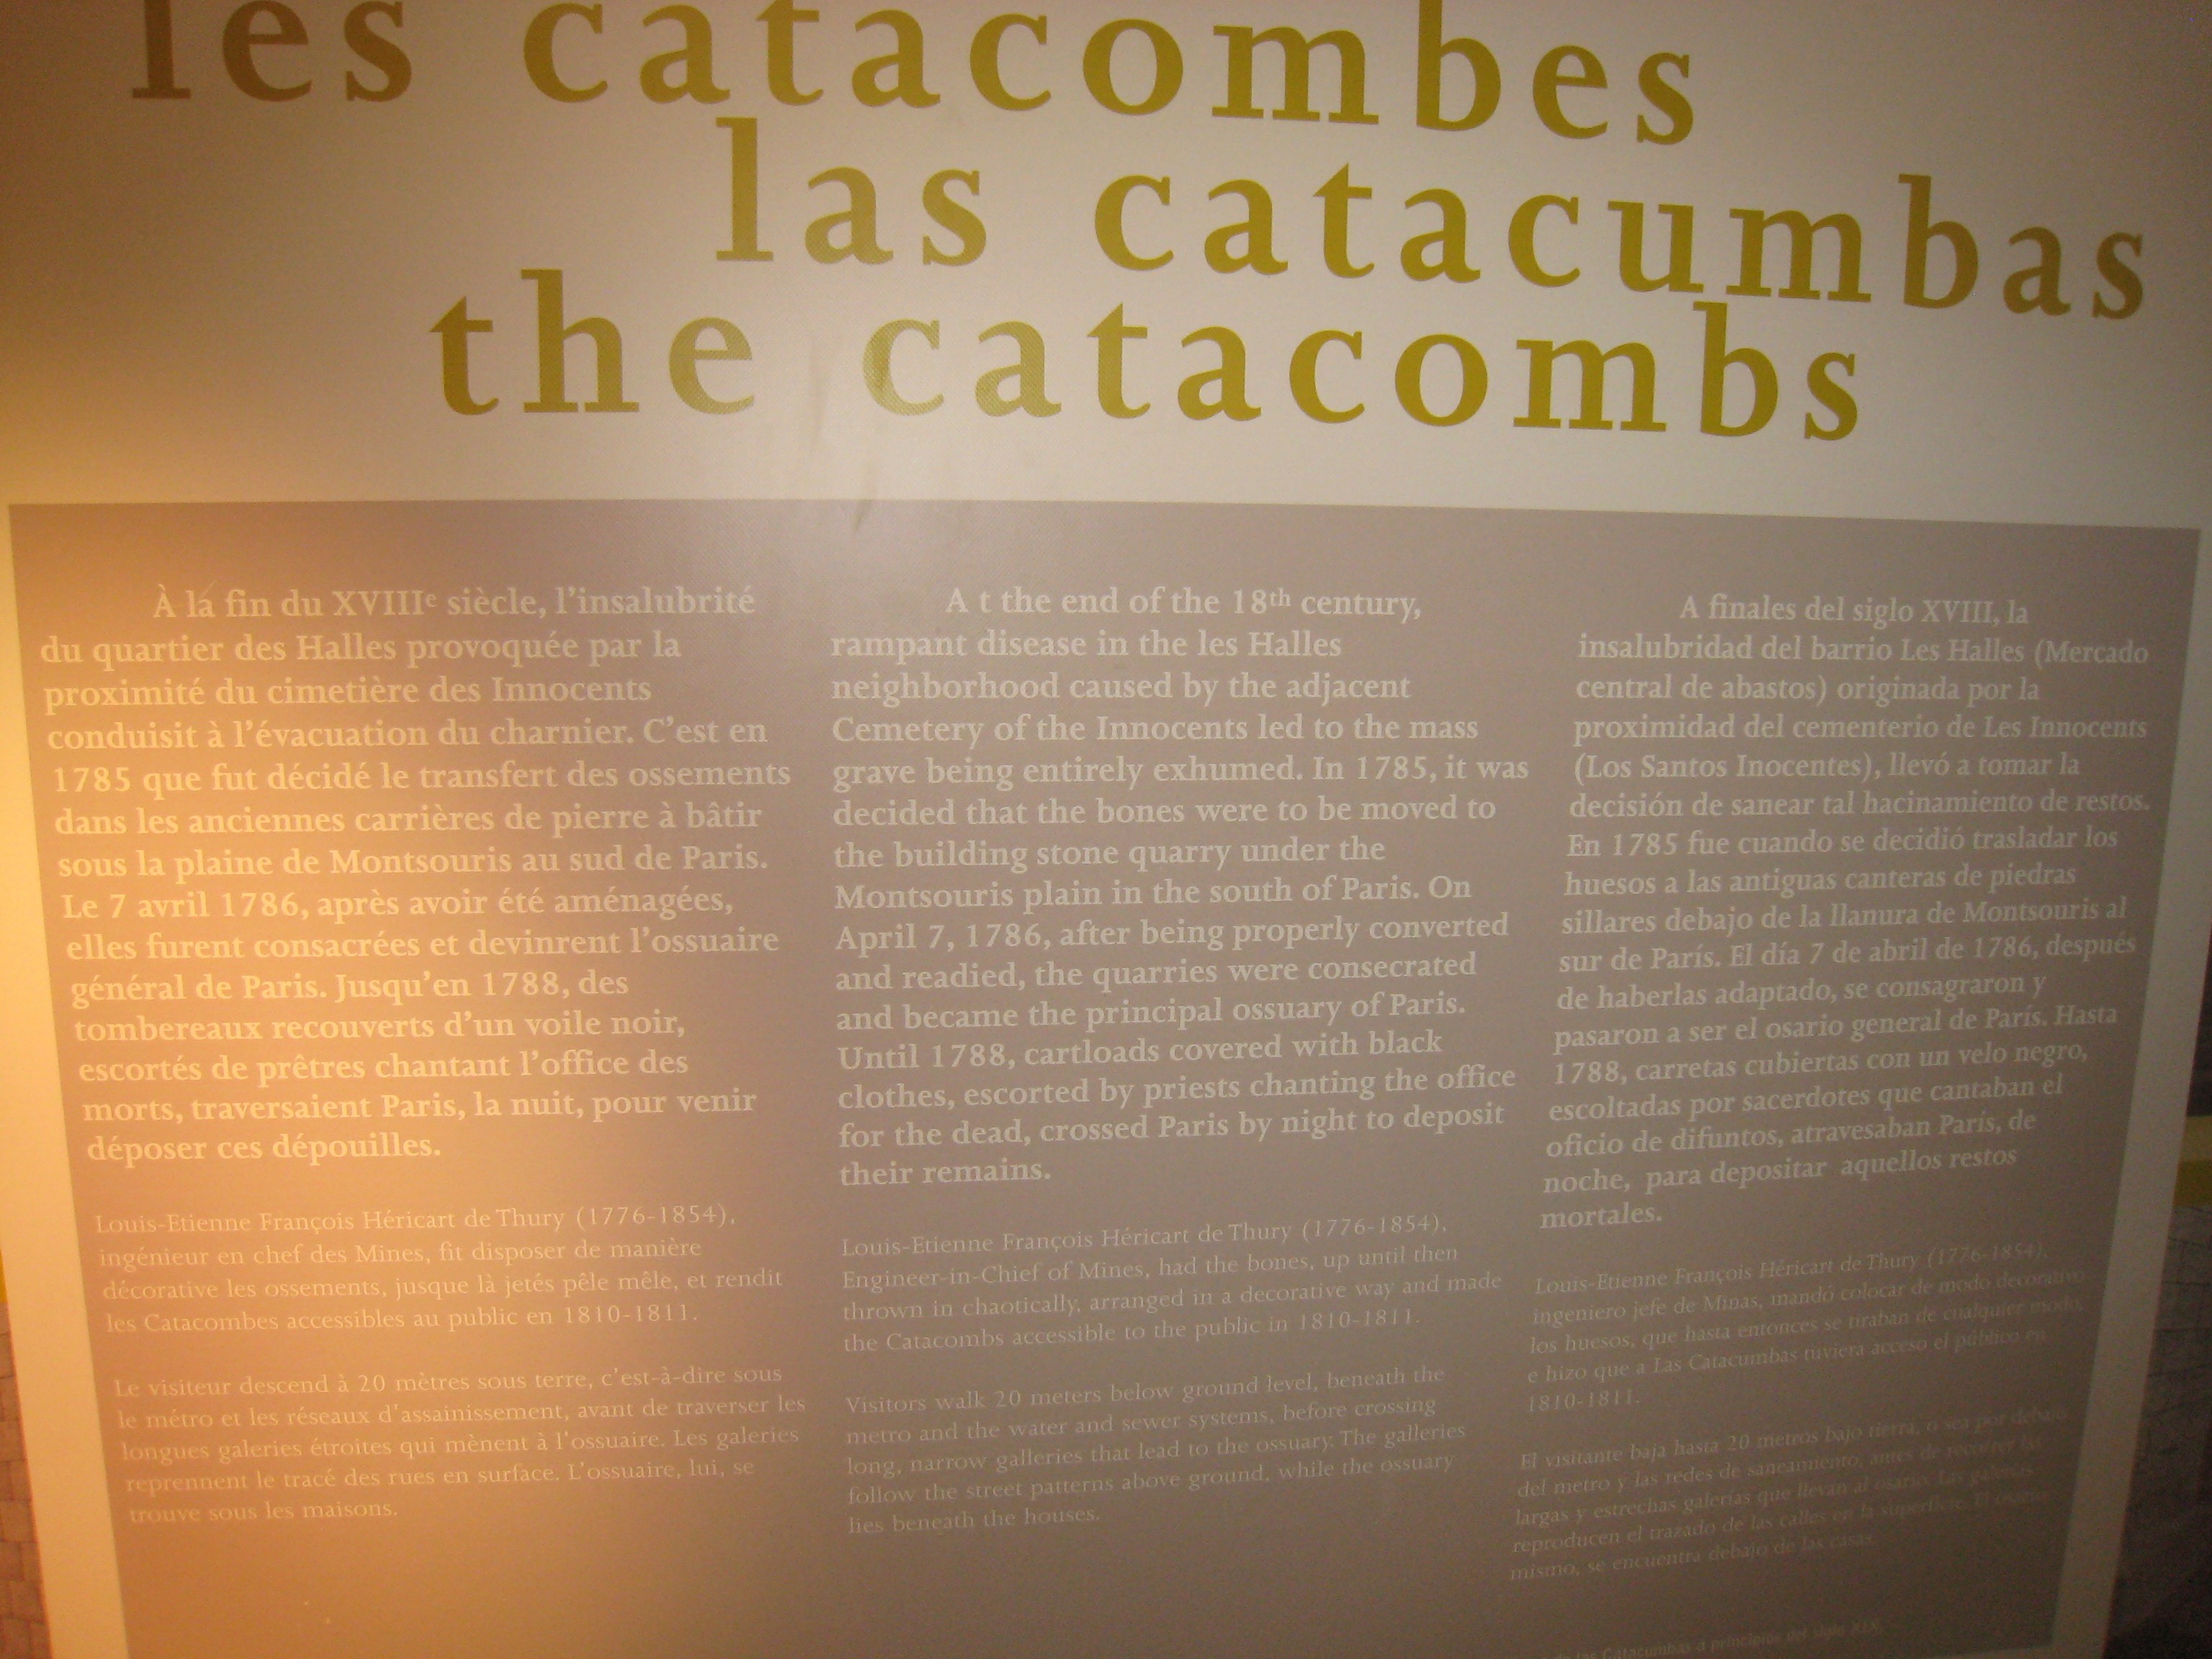 les catacombes
las catacumbas
the catacombs
À la fin du XVIIIe siècle, l'insalubrité
du quartier des Halles provoquée par la
proximité du cimetière des Innocents
conduisit à l'évacuation du charnier. C'est en
1785 que fut décidé le transfert des ossements
dans les anciennes carrières de pierre à bâtir
sous la plaine de Montsouris au sud de Paris.
Le 7 avril 1786, après avoir été aménagées,
elles furent consacrées et devinrent l'ossuaire
général de Paris. Jusqu'en 1788, des
tombereaux recouverts d'un voile noir,
escortés de prêtres chantant l'office des
morts, traversaient Paris, la nuit, pour venir
déposer ces dépouilles.
Louis-Etienne François Héricart de Thury (1776-1854),
ingénieur en chef des Mines, fit disposer de manière
décorative les ossements, jusque là jetés pêle mêle, et rendit
les Catacombes accessibles au public en 1810-1811.
Le visiteur descend à 20 mètres sous terre, c'est-à-dire sous
le métro et les réseaux d'assainissement, avant de traverser les
longues galeries étroites qui mènent à l'ossuaire. Les galeries
reprennent le tracé des rues en surface. L'ossuaire, lui, se
trouve sous les maisons.
A t the end of the 18th century,
rampant disease in the les Halles
neighborhood caused by the adjacent
Cemetery of the Innocents led to the mass
grave being entirely exhumed. In 1785, it was
decided that the bones were to be moved to
the building stone quarry under the
Montsouris plain in the south of Paris. On
April 7, 1786, after being properly converted
and readied, the quarries were consecrated
and became the principal ossuary of Paris.
Until 1788, cartloads covered with black
clothes, escorted by priests chanting the office
for the dead, crossed Paris by night to deposit
their remains.
Louis-Etienne François Héricart de Thury (1776-1854),
Engineer-in-Chief of Mines, had the bones, up until then
thrown in chaotically, arranged in a decorative way and made
the Catacombs accessible to the public in 1810-1811.
Visitors walk 20 meters below ground level, beneath the
metro and the water and sewer systems, before crossing
long, narrow galleries that lead to the ossuary. The galleries
follow the street patterns above ground, while the ossuary
lies beneath the houses.
A finales del siglo XVIII, la
insalubridad del barrio Les Halles (Mercado
central de abastos) originada por la
proximidad del cementerio de Les Innocents
(Los Santos Inocentes), llevó a tomar la
decisión de sanear tal hacinamiento de restos.
En 1785 fue cuando se decidió trasladar los
huesos a las antiguas canteras de piedras
sillares debajo de la llanura de Montsouris al
sur de París. El día 7 de abril de 1786, después
de haberlas adaptado, se consagraron y
pasaron a ser el osario general de París. Hasta
1788, carretas cubiertas con un velo negro,
escoltadas por sacerdotes que cantaban el
oficio de difuntos, atravesaban París, de
noche, para depositar aquellos restos
mortales.
Louis-Etienne François Héricart de Thury (1776-1854),
ingeniero jefe de Minas, mandó colocar de modo decorativo
los huesos, que hasta entonces se tiraban de cualquier modo,
e hizo que a Las Catacumbas tuviera acceso el público en
1810-1811.
El visitante baja hasta 20 metros bajo tierra, o sea por debajo
del metro y las redes de saneamiento, antes de recorrer las
largas y estrechas galerías que llevan al osario. Las galerías
reproducen el trazado de las calles en la superficie. El osario
mismo, se encuentra debajo de las casas.
de las Catacumbas a principios del siglo XIX.